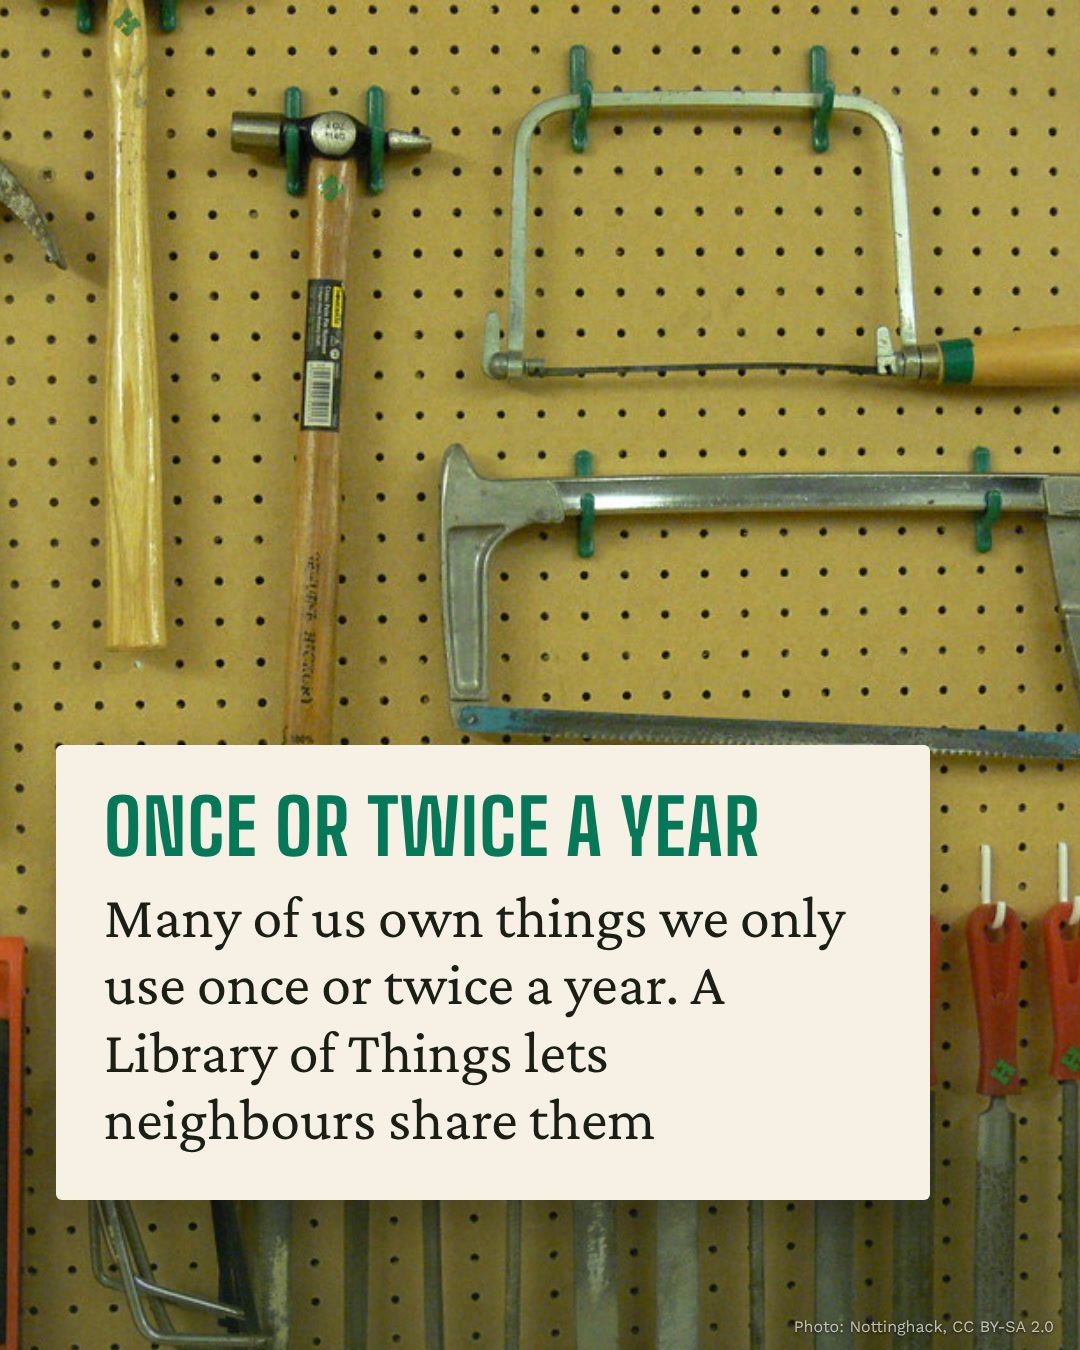 ONCE OR TWICE A YEAR
Many of us own things we only
use once or twice a year. A
Library of Things lets
neighbours share them
100%
Photo: Nottinghack, CC BY-SA 2.0